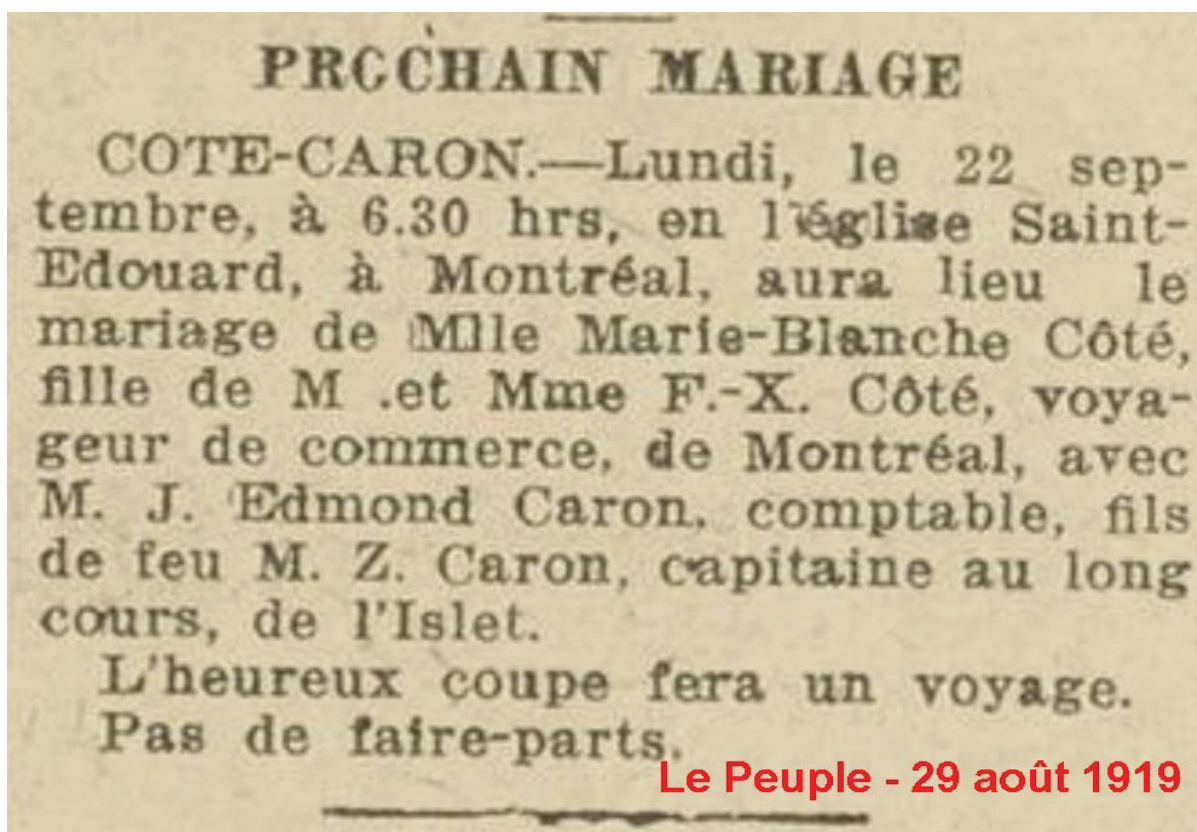 PROCHAIN MARIAGE
COTE-CARON.—Lundi, le 22 sep-
tembre, à 6.30 hrs, en l'église Saint-
Edouard, à Montréal, aura lieu le
mariage de Mlle Marie-Blanche Côté,
fille de M .et Mme F.-X. Côté, voya-
geur de commerce, de Montréal, avec
M. J. Edmond Caron, comptable, fils
de feu M. Z. Caron, capitaine au long
cours, de l'Islet.
L'heureux coupe fera un voyage.
Pas de faire-parts.
Le Peuple - 29 août 1919